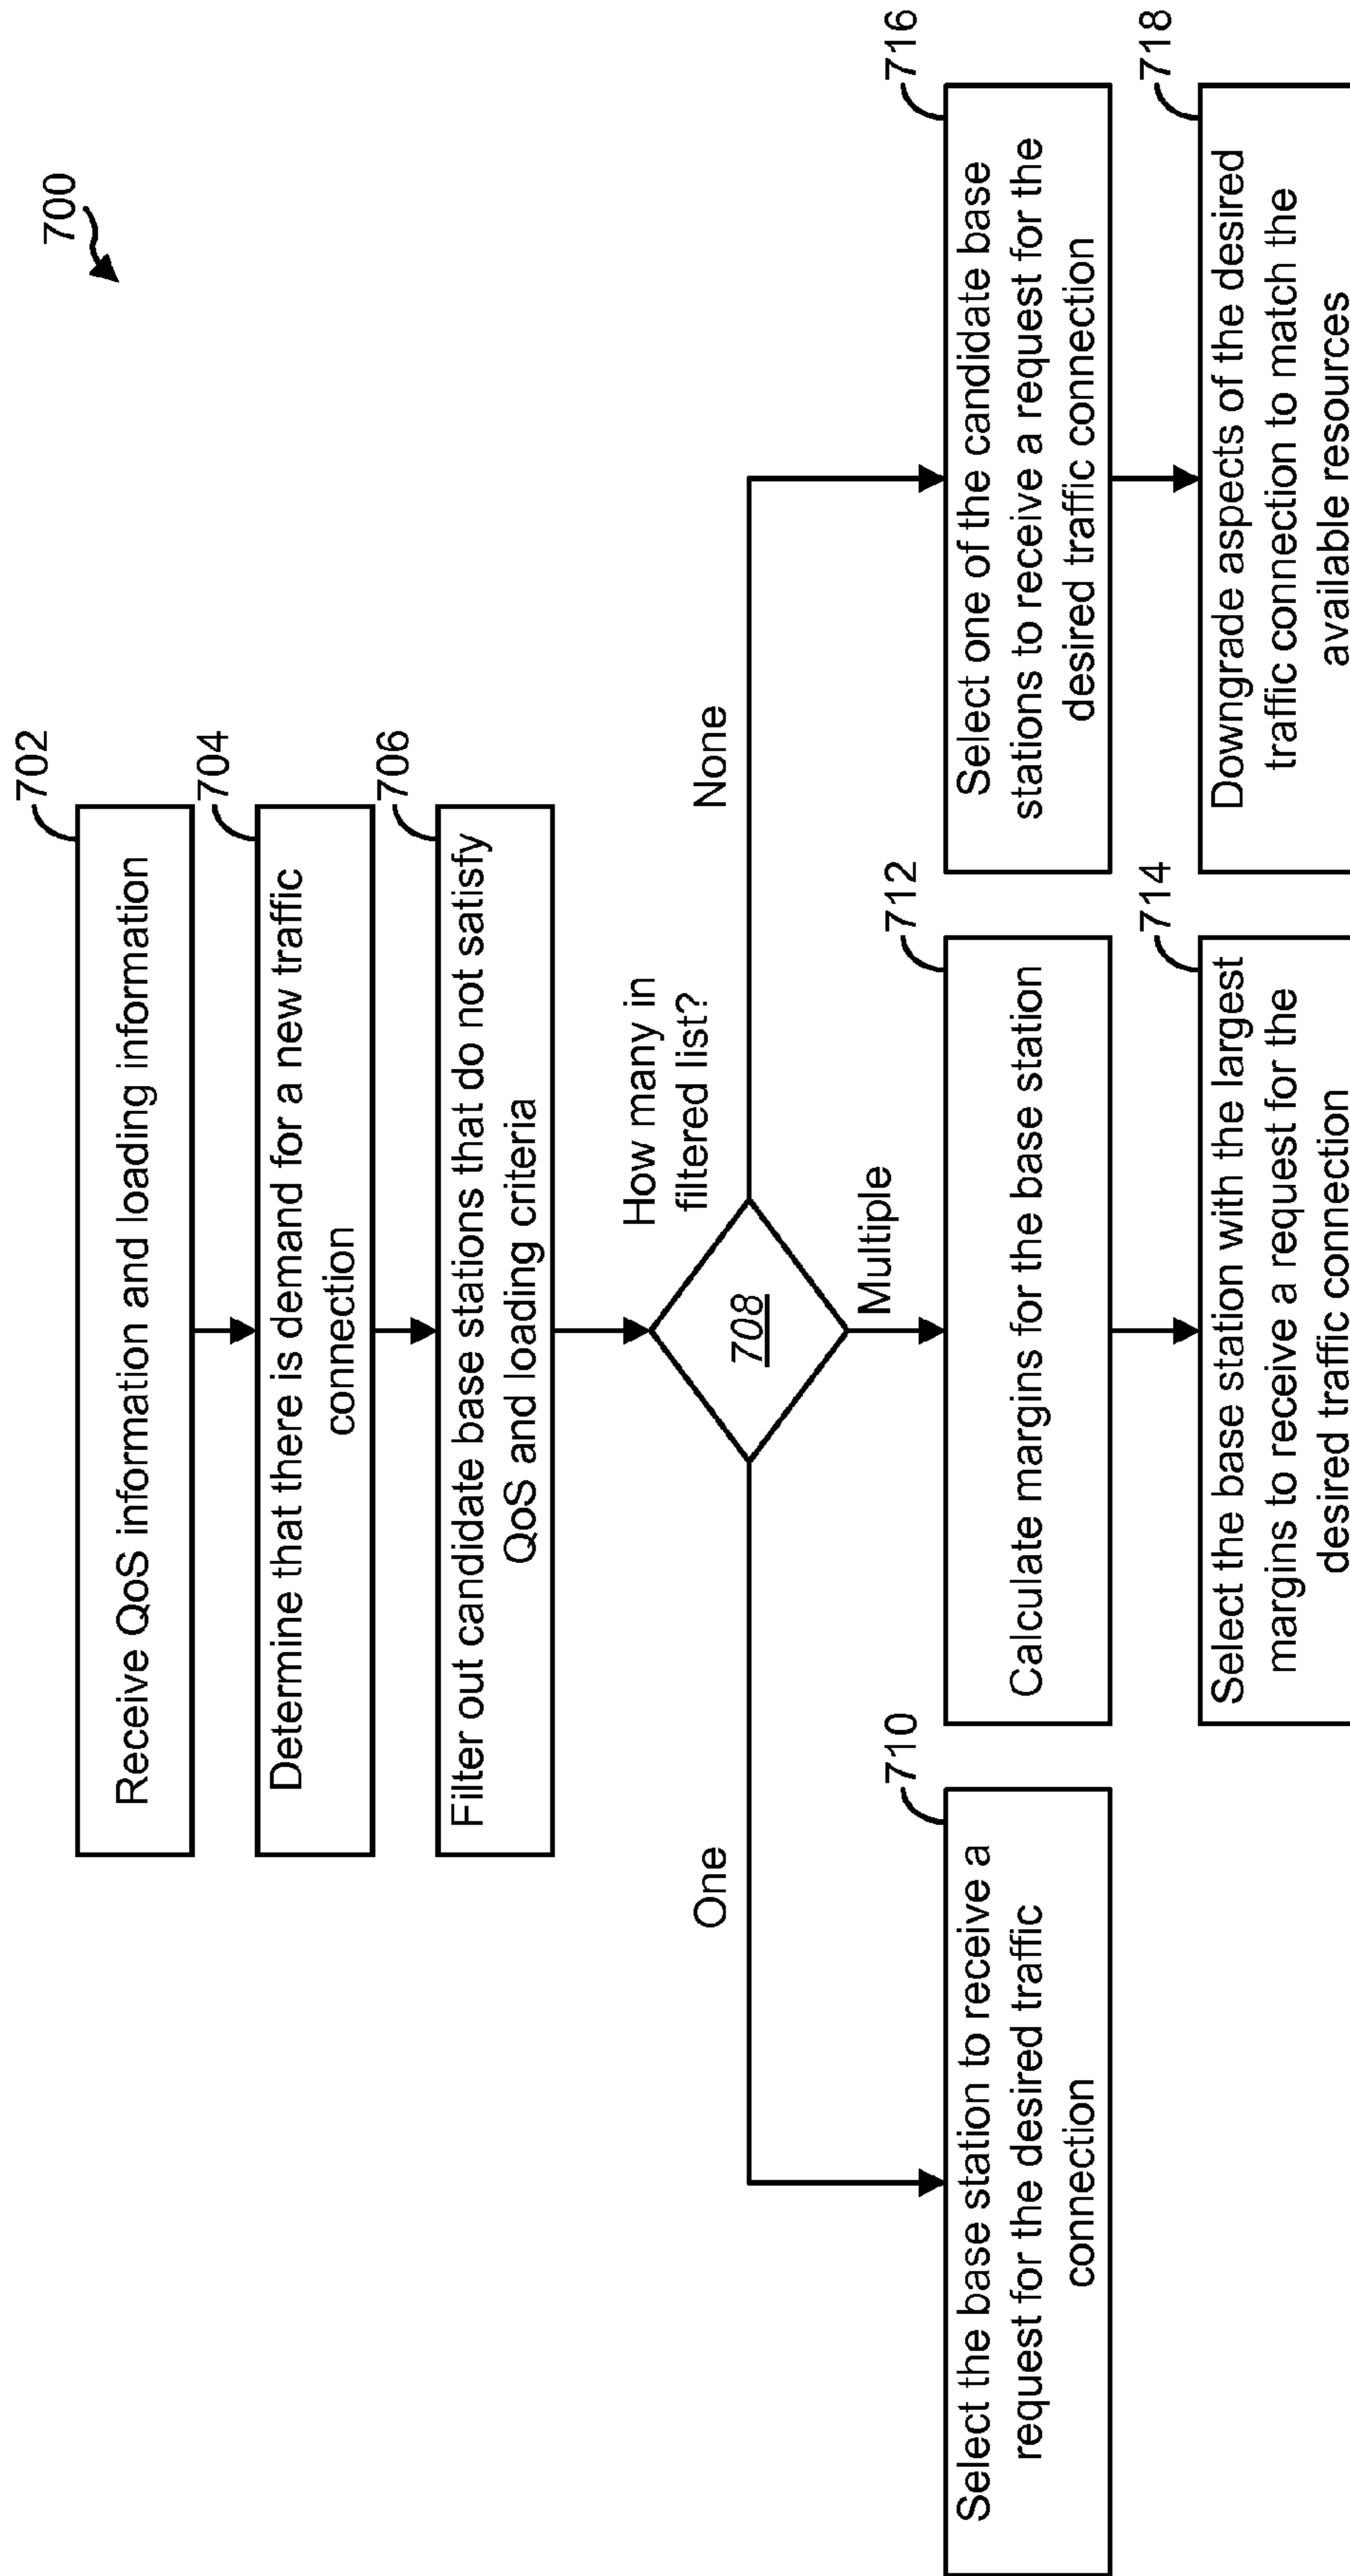 700
702
Receive QoS information and loading information
704
Determine that there is demand for a new traffic
connection
706
Filter out candidate base stations that do not satisfy
QoS and loading criteria
How many in
filtered list?
708
One
Multiple
None
710
Select the base station to receive a
request for the desired traffic
connection
712
Calculate margins for the base station
714
Select the base station with the largest
margins to receive a request for the
desired traffic connection
716
Select one of the candidate base
stations to receive a request for the
desired traffic connection
718
Downgrade aspects of the desired
traffic connection to match the
available resources